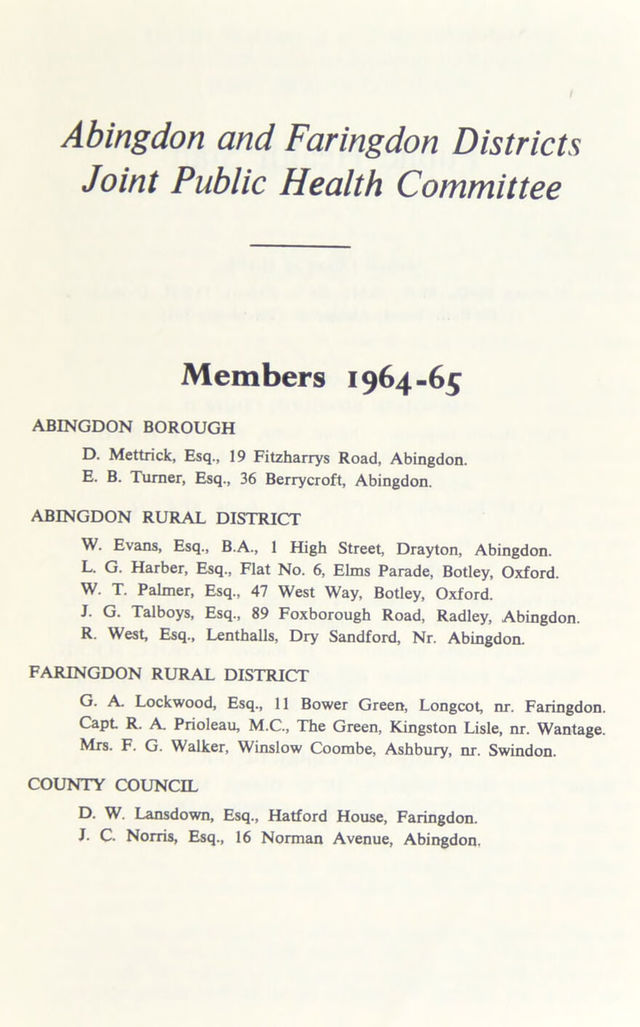 Abingdon and Faringdon Districts
Joint Public Health Committee
Members 1964-65
ABINGDON BOROUGH
D. Mettrick, Esq., 19 Fitzharrys Road, Abingdon.
E. B. Turner, Esq., 36 Berrycroft, Abingdon.
ABINGDON RURAL DISTRICT
W. Evans, Esq., B.A., 1 High Street, Drayton, Abingdon.
L. G. Harber, Esq., Flat No. 6, Elms Parade, Botley, Oxford.
W. T. Palmer, Esq., 47 West Way, Botley, Oxford.
J. G. Talboys, Esq., 89 Foxborough Road, Radley, Abingdon.
R. West, Esq., Lenthalls, Dry Sandford, Nr. Abingdon.
FARINGDON RURAL DISTRICT
G. A. Lockwood, Esq., 11 Bower Green, Longcot, nr. Faringdon.
Capt. R. A. Prioleau, M.C., The Green, Kingston Lisle, nr. Wantage.
Mrs. F. G. Walker, Winslow Coombe, Ashbury, nr. Swindon.
COUNTY COUNCIL
D. W. Lansdown, Esq., Hatford House, Faringdon.
J. C. Norris, Esq., 16 Norman Avenue, Abingdon.